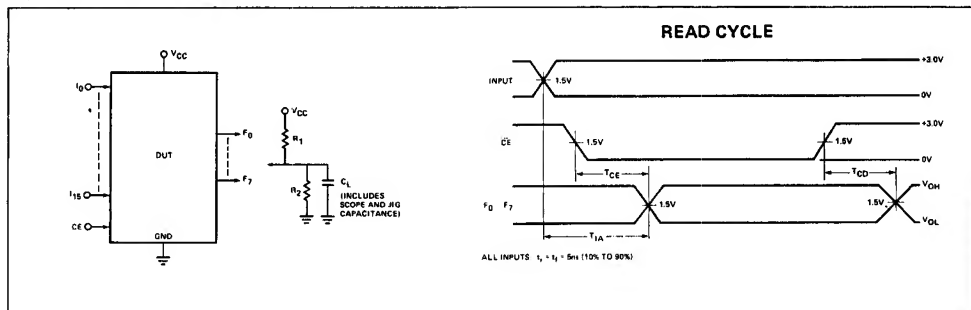 READ CYCLE
VCC
I0
I15
CE
DUT
GND
F0
F7
VCC
R1
R2
CL
(INCLUDES
SCOPE AND JIG
CAPACITANCE)
INPUT
1.5V
+3.0V
0V
CE
1.5V
1.5V
+3.0V
0V
TCE
TCD
F0 F7
1.5V
1.5V
VOH
VOL
TIA
ALL INPUTS tr = tf = 5ns (10% TO 90%)